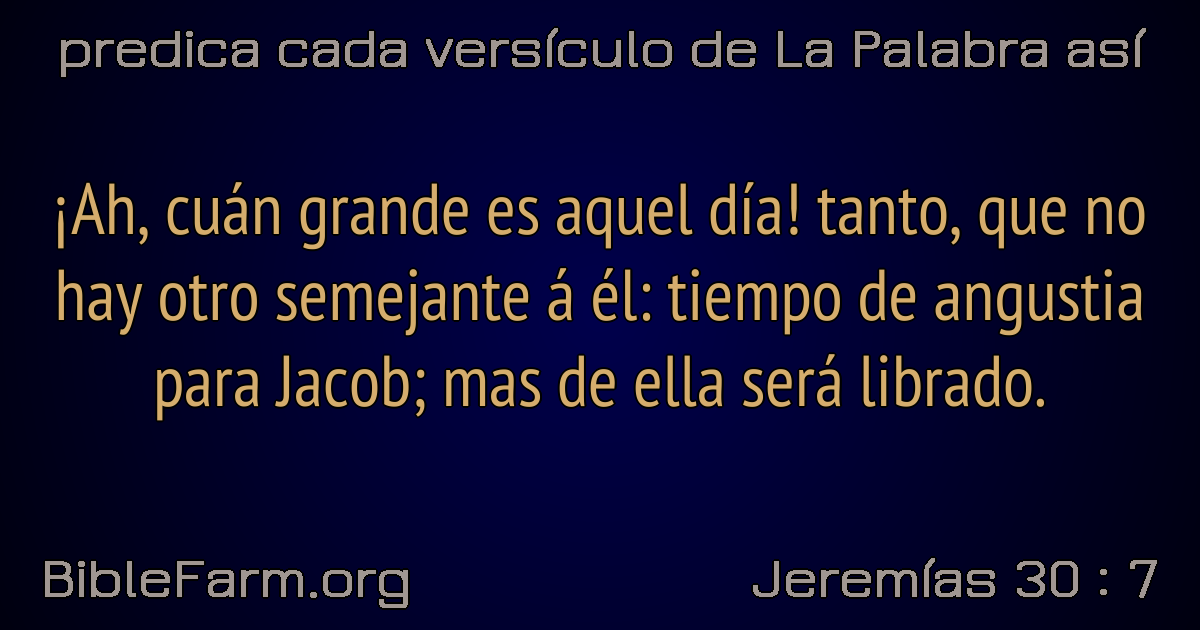 predica cada versículo de La Palabra así
¡Ah, cuán grande es aquel día! tanto, que no
hay otro semejante á él: tiempo de angustia
para Jacob; mas de ella será librado.
BibleFarm.org
Jeremías 30 : 7